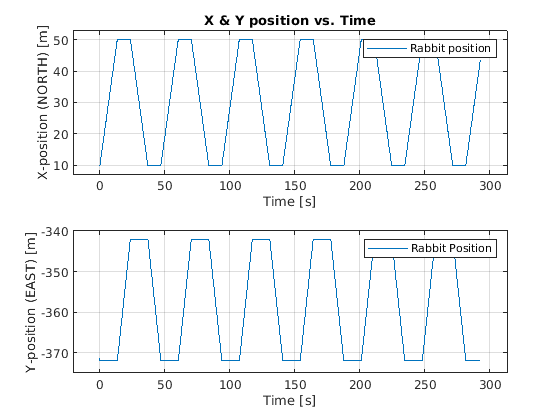 X & Y position vs. Time
X-position (NORTH) [m]
50
40
30
20
10
Rabbit position
0 50 100 150 200 250 300
Time [s]
Y-position (EAST) [m]
-340
-350
-360
-370
Rabbit Position
0 50 100 150 200 250 300
Time [s]